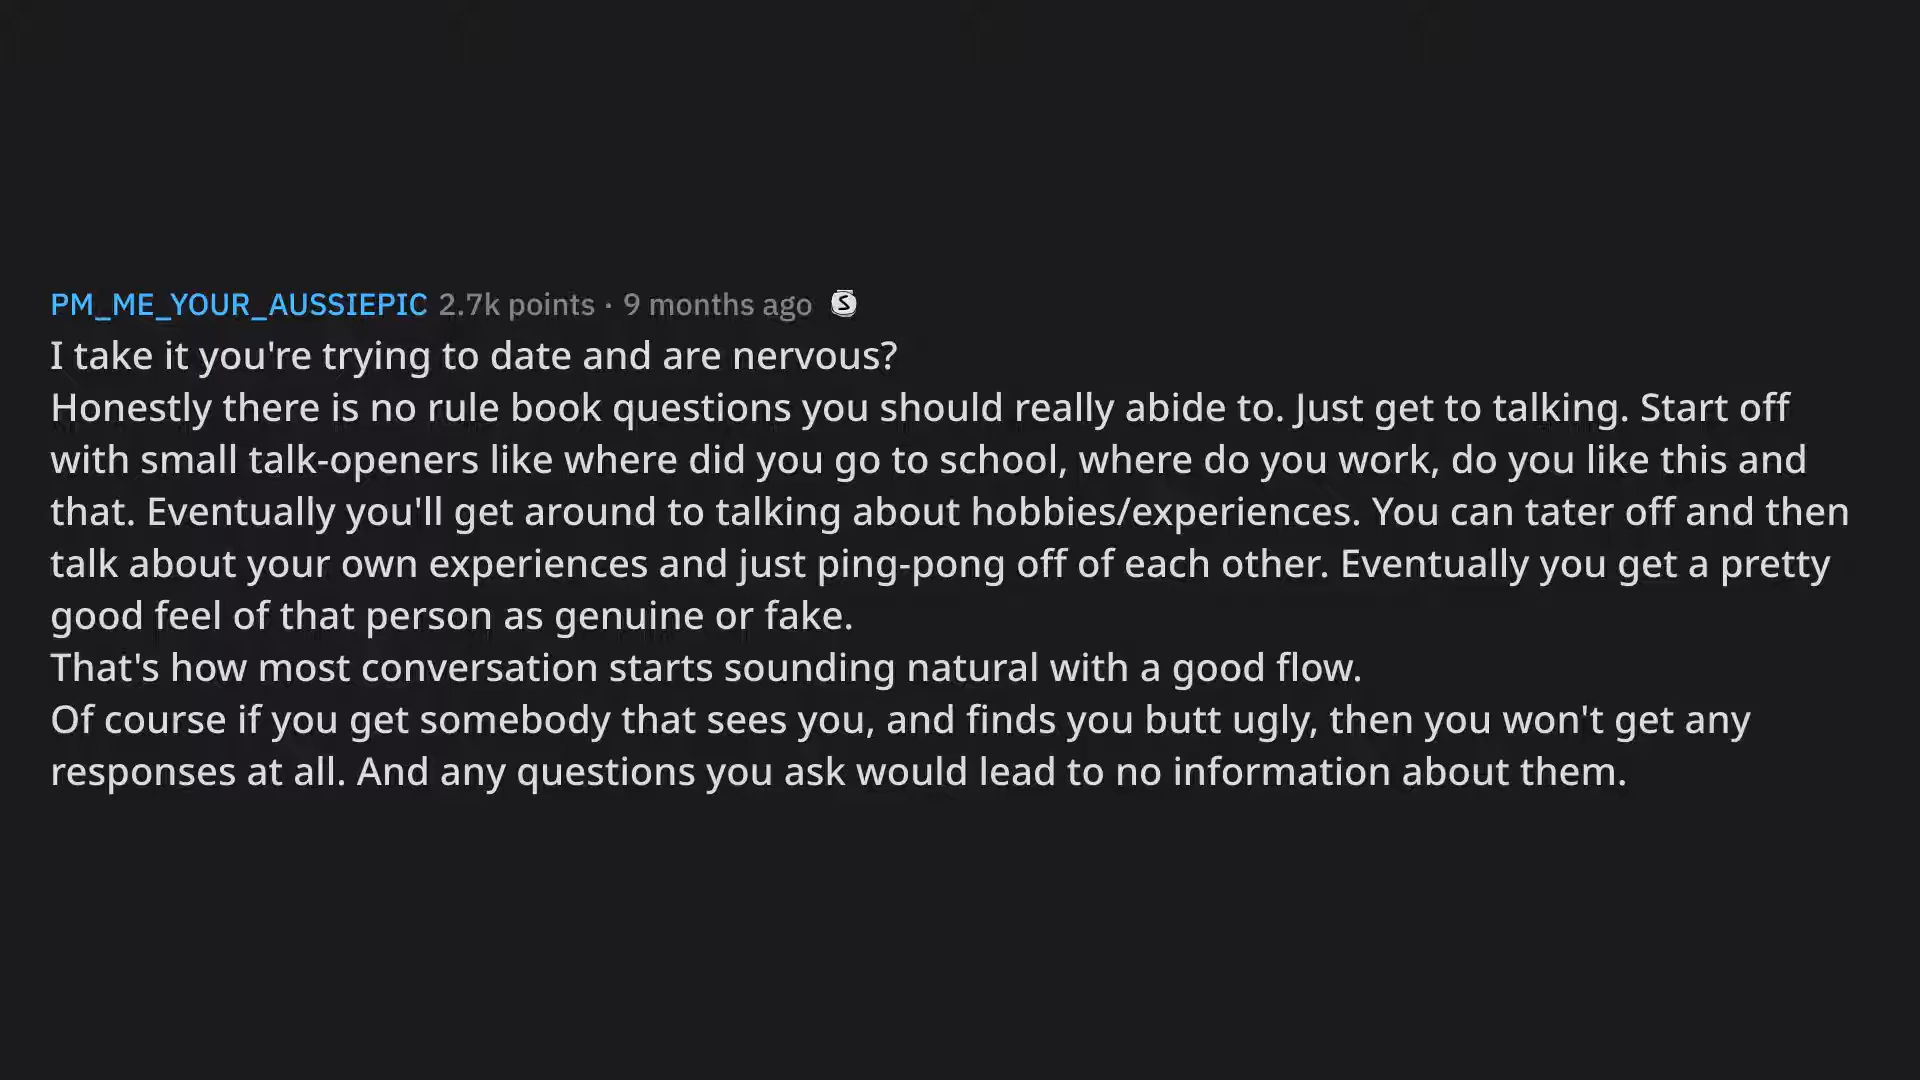 PM_ME_YOUR_AUSSIEPIC 2.7k points · 9 months ago S
I take it you're trying to date and are nervous?
Honestly there is no rule book questions you should really abide to. Just get to talking. Start off
with small talk-openers like where did you go to school, where do you work, do you like this and
that. Eventually you'll get around to talking about hobbies/experiences. You can tater off and then
talk about your own experiences and just ping-pong off of each other. Eventually you get a pretty
good feel of that person as genuine or fake.
That's how most conversation starts sounding natural with a good flow.
Of course if you get somebody that sees you, and finds you butt ugly, then you won't get any
responses at all. And any questions you ask would lead to no information about them.